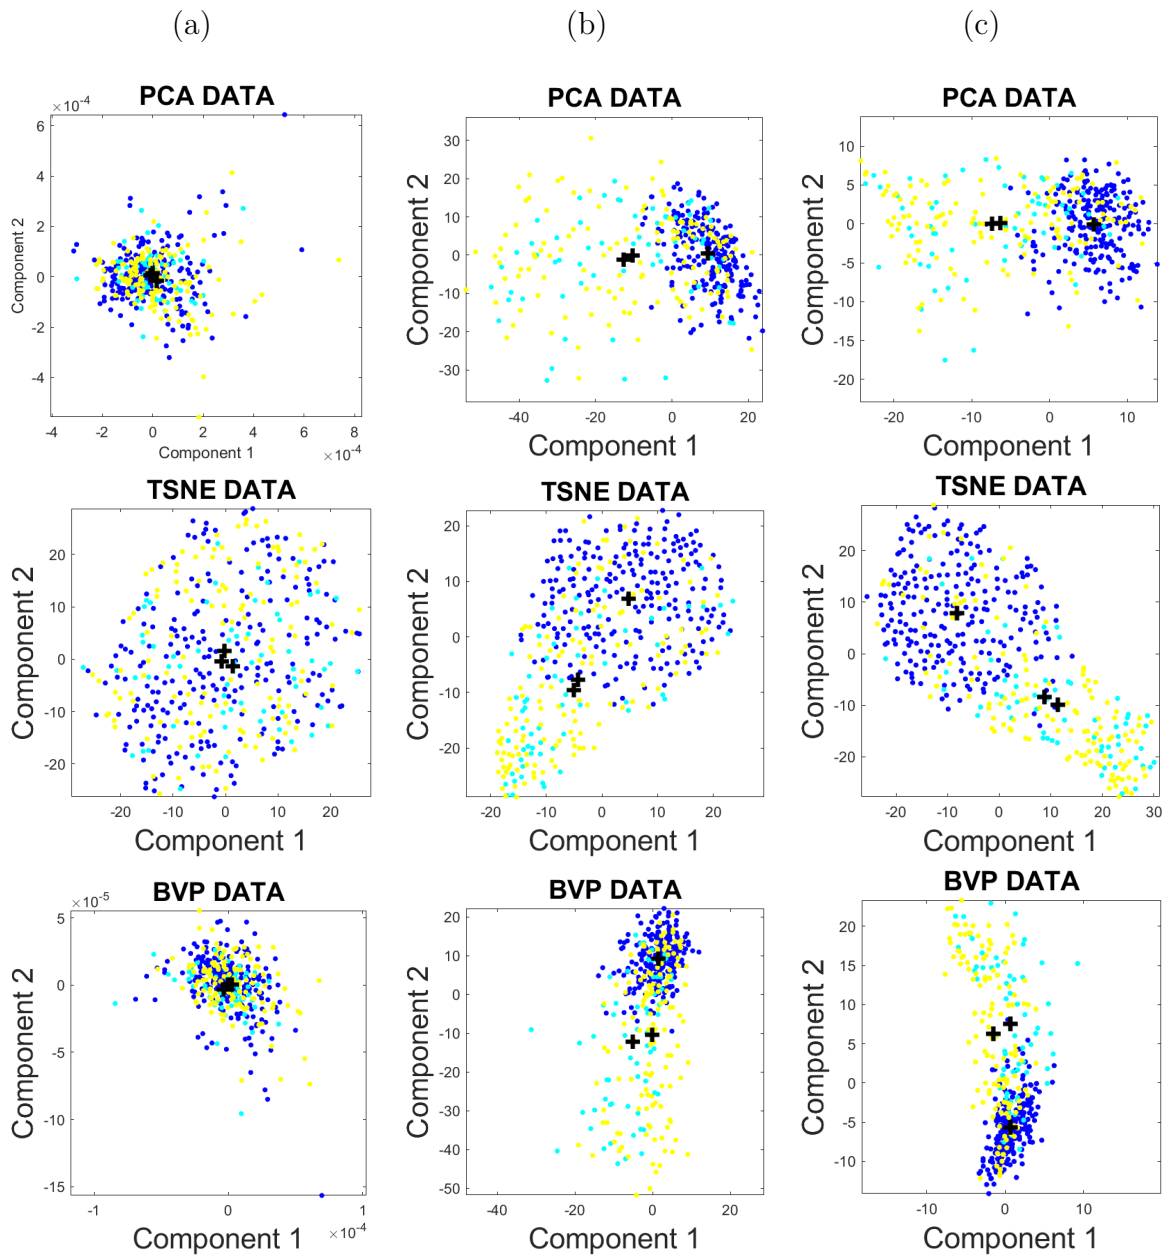 (a) (b) (c)
PCA DATA
×10-4
6
4
2
0
-2
-4
-4 -2 0 2 4 6 8
×10-4
Component 1
Component 2
PCA DATA
30
20
10
0
-10
-20
-30
-40 -20 0 20
Component 1
Component 2
PCA DATA
10
5
0
-5
-10
-15
-20
-20 -10 0 10
Component 1
Component 2
TSNE DATA
20
10
0
-10
-20
-20 -10 0 10 20
Component 1
Component 2
TSNE DATA
20
10
0
-10
-20
-20 -10 0 10 20
Component 1
Component 2
TSNE DATA
20
10
0
-10
-20
-20 -10 0 10 20 30
Component 1
Component 2
BVP DATA
×10-5
5
0
-5
-10
-15
-1 0 1
×10-4
Component 1
Component 2
BVP DATA
20
10
0
-10
-20
-30
-40
-50
-40 -20 0 20
Component 1
Component 2
BVP DATA
20
15
10
5
0
-5
-10
-10 0 10
Component 1
Component 2